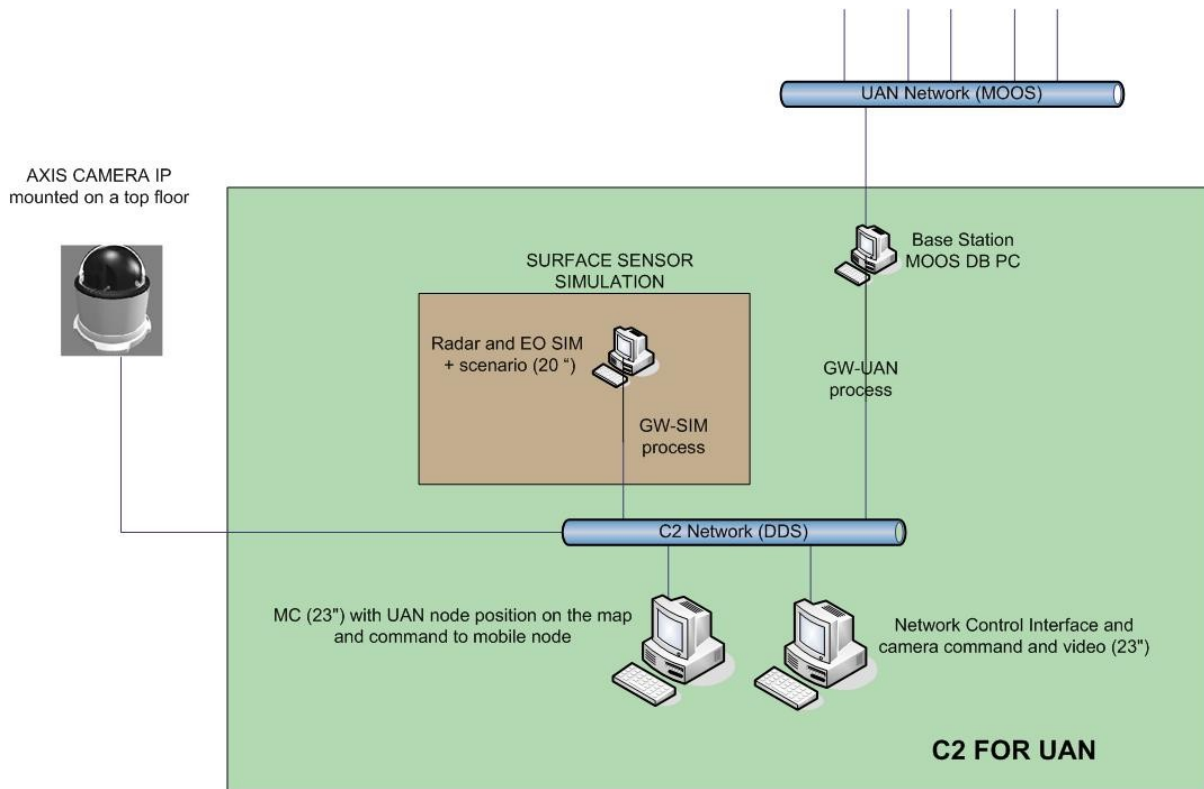 UAN Network (MOOS)
AXIS CAMERA IP
mounted on a top floor
Base Station
MOOS DB PC
SURFACE SENSOR
SIMULATION
Radar and EO SIM
+ scenario (20 “)
GW-UAN
process
GW-SIM
process
C2 Network (DDS)
MC (23") with UAN node position on the map
and command to mobile node
Network Control Interface and
camera command and video (23")
C2 FOR UAN